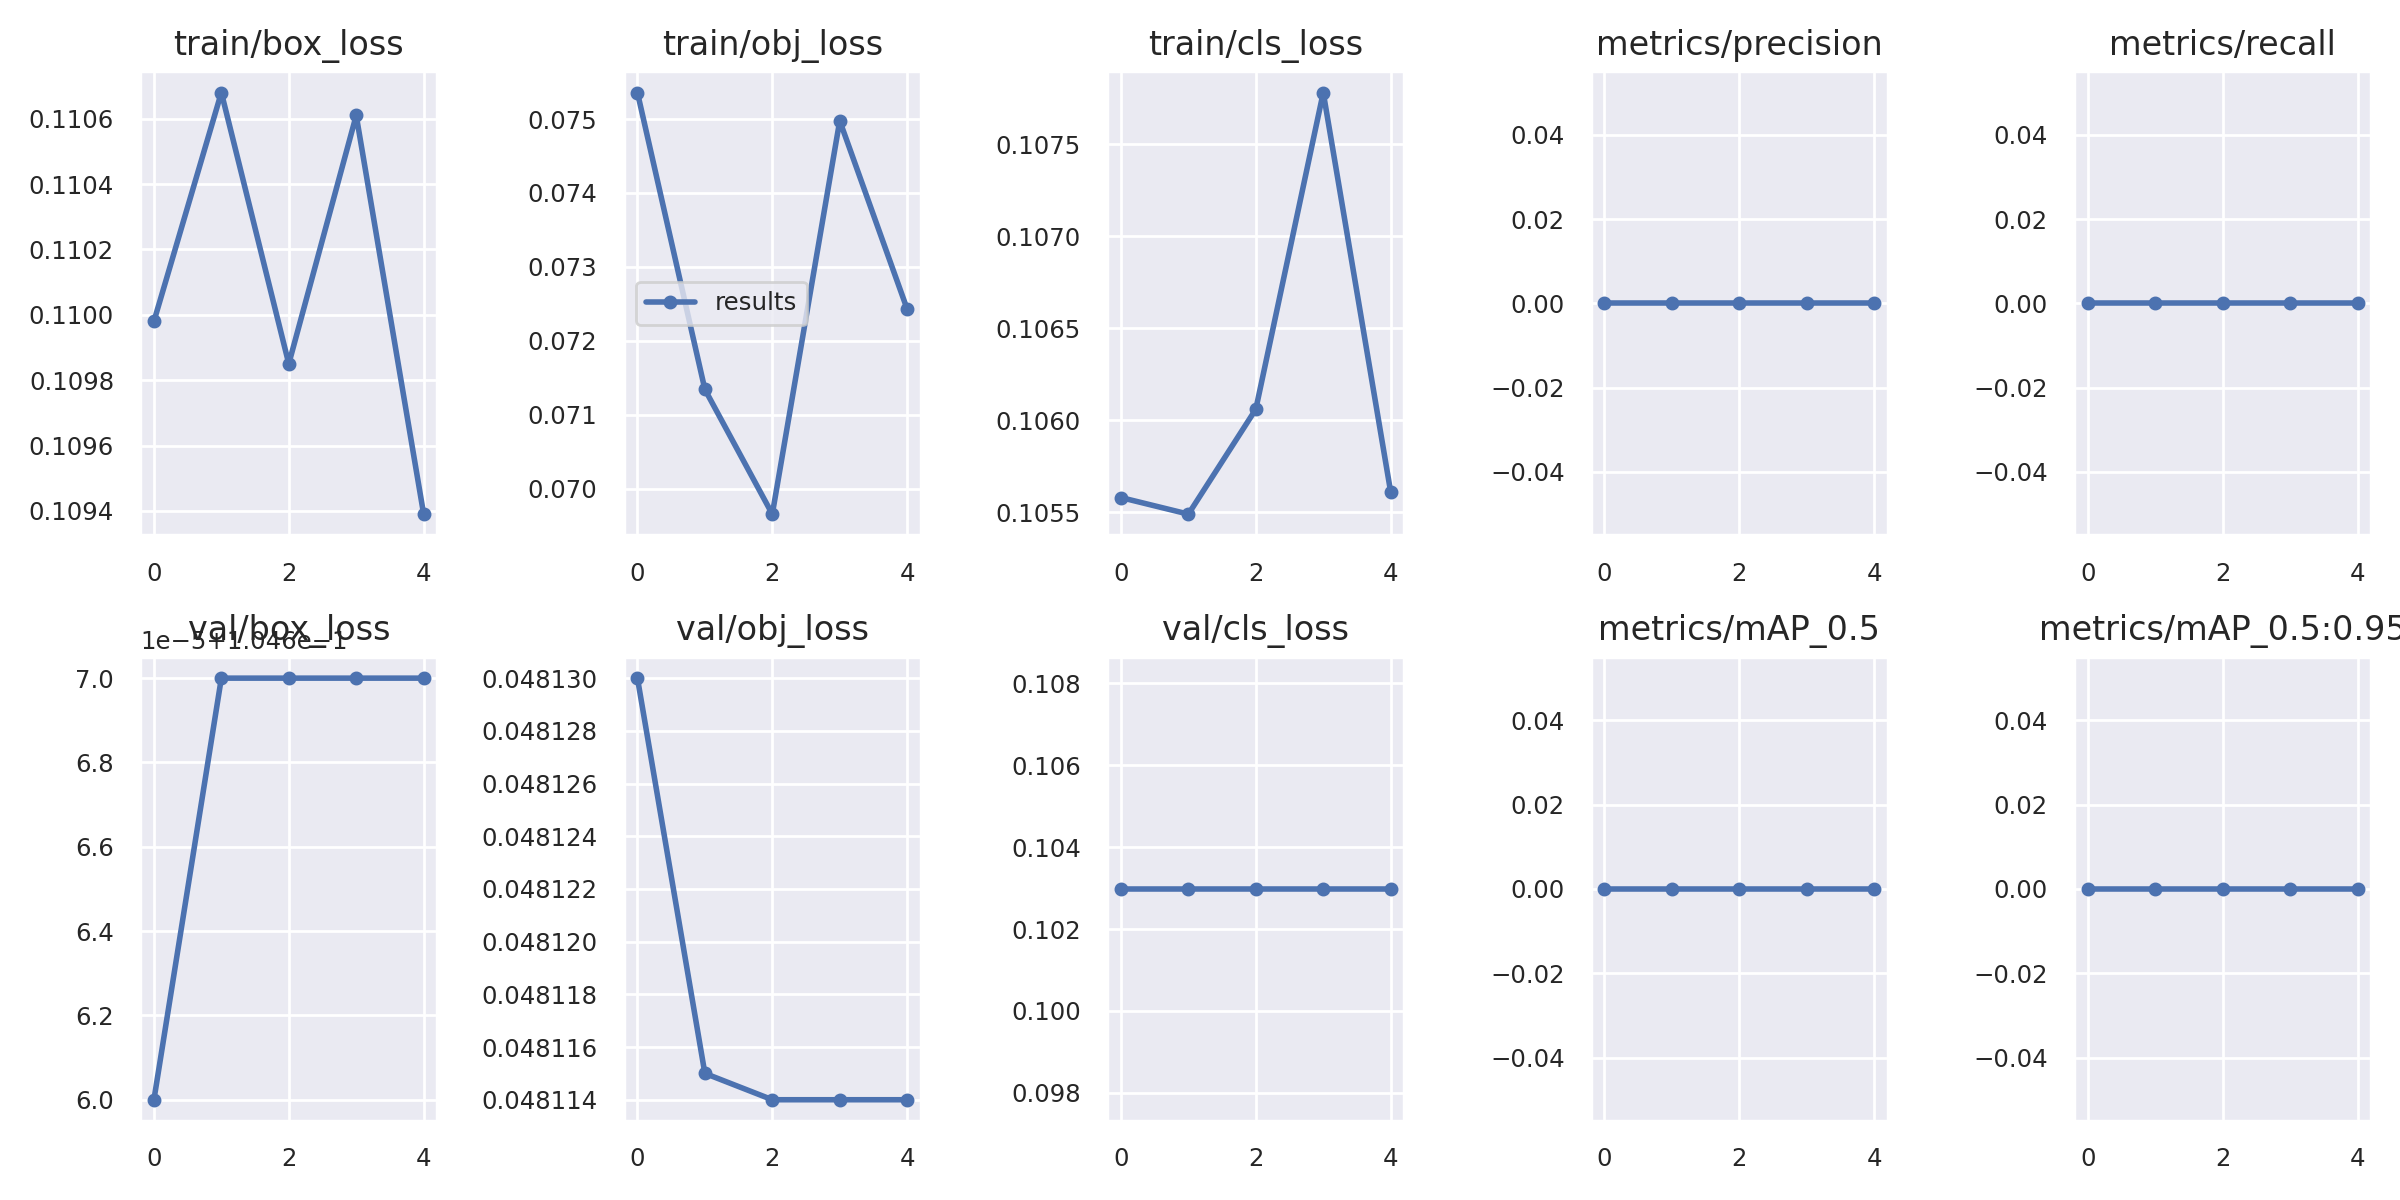 train/box_loss
0.1106
0.1104
0.1102
0.1100
0.1098
0.1096
0.1094
0 2 4
train/obj_loss
0.075
0.074
0.073
0.072
0.071
0.070
results
0 2 4
train/cls_loss
0.1075
0.1070
0.1065
0.1060
0.1055
0 2 4
metrics/precision
0.04
0.02
0.00
−0.02
−0.04
0 2 4
metrics/recall
0.04
0.02
0.00
−0.02
−0.04
0 2 4
val/box_loss
1e−5+1.046e−1
7.0
6.8
6.6
6.4
6.2
6.0
0 2 4
val/obj_loss
0.048130
0.048128
0.048126
0.048124
0.048122
0.048120
0.048118
0.048116
0.048114
0 2 4
val/cls_loss
0.108
0.106
0.104
0.102
0.100
0.098
0 2 4
metrics/mAP_0.5
0.04
0.02
0.00
−0.02
−0.04
0 2 4
metrics/mAP_0.5:0.95
0.04
0.02
0.00
−0.02
−0.04
0 2 4